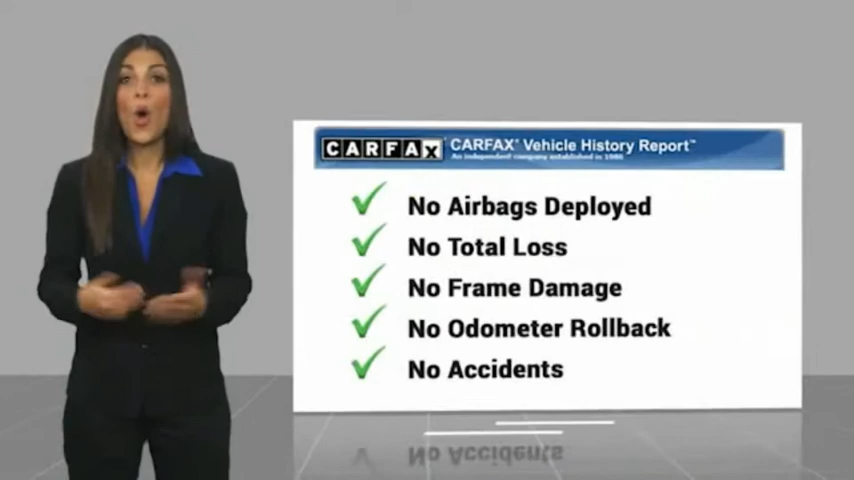 CARFAX CARFAX® Vehicle History Report™
An independent company established in 1986
No Airbags Deployed
No Total Loss
No Frame Damage
No Odometer Rollback
No Accidents
No Accidents